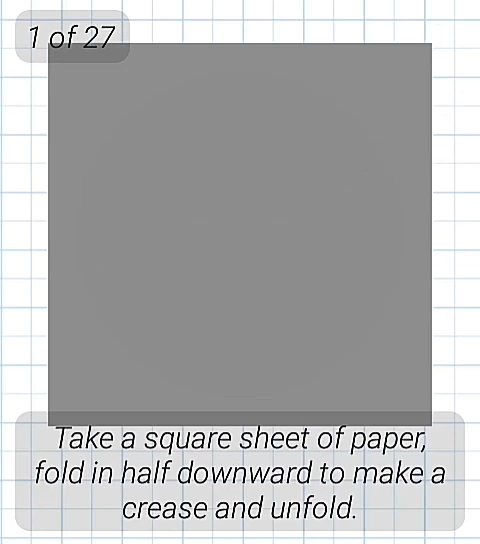 1 of 27
Take a square sheet of paper,
fold in half downward to make a
crease and unfold.